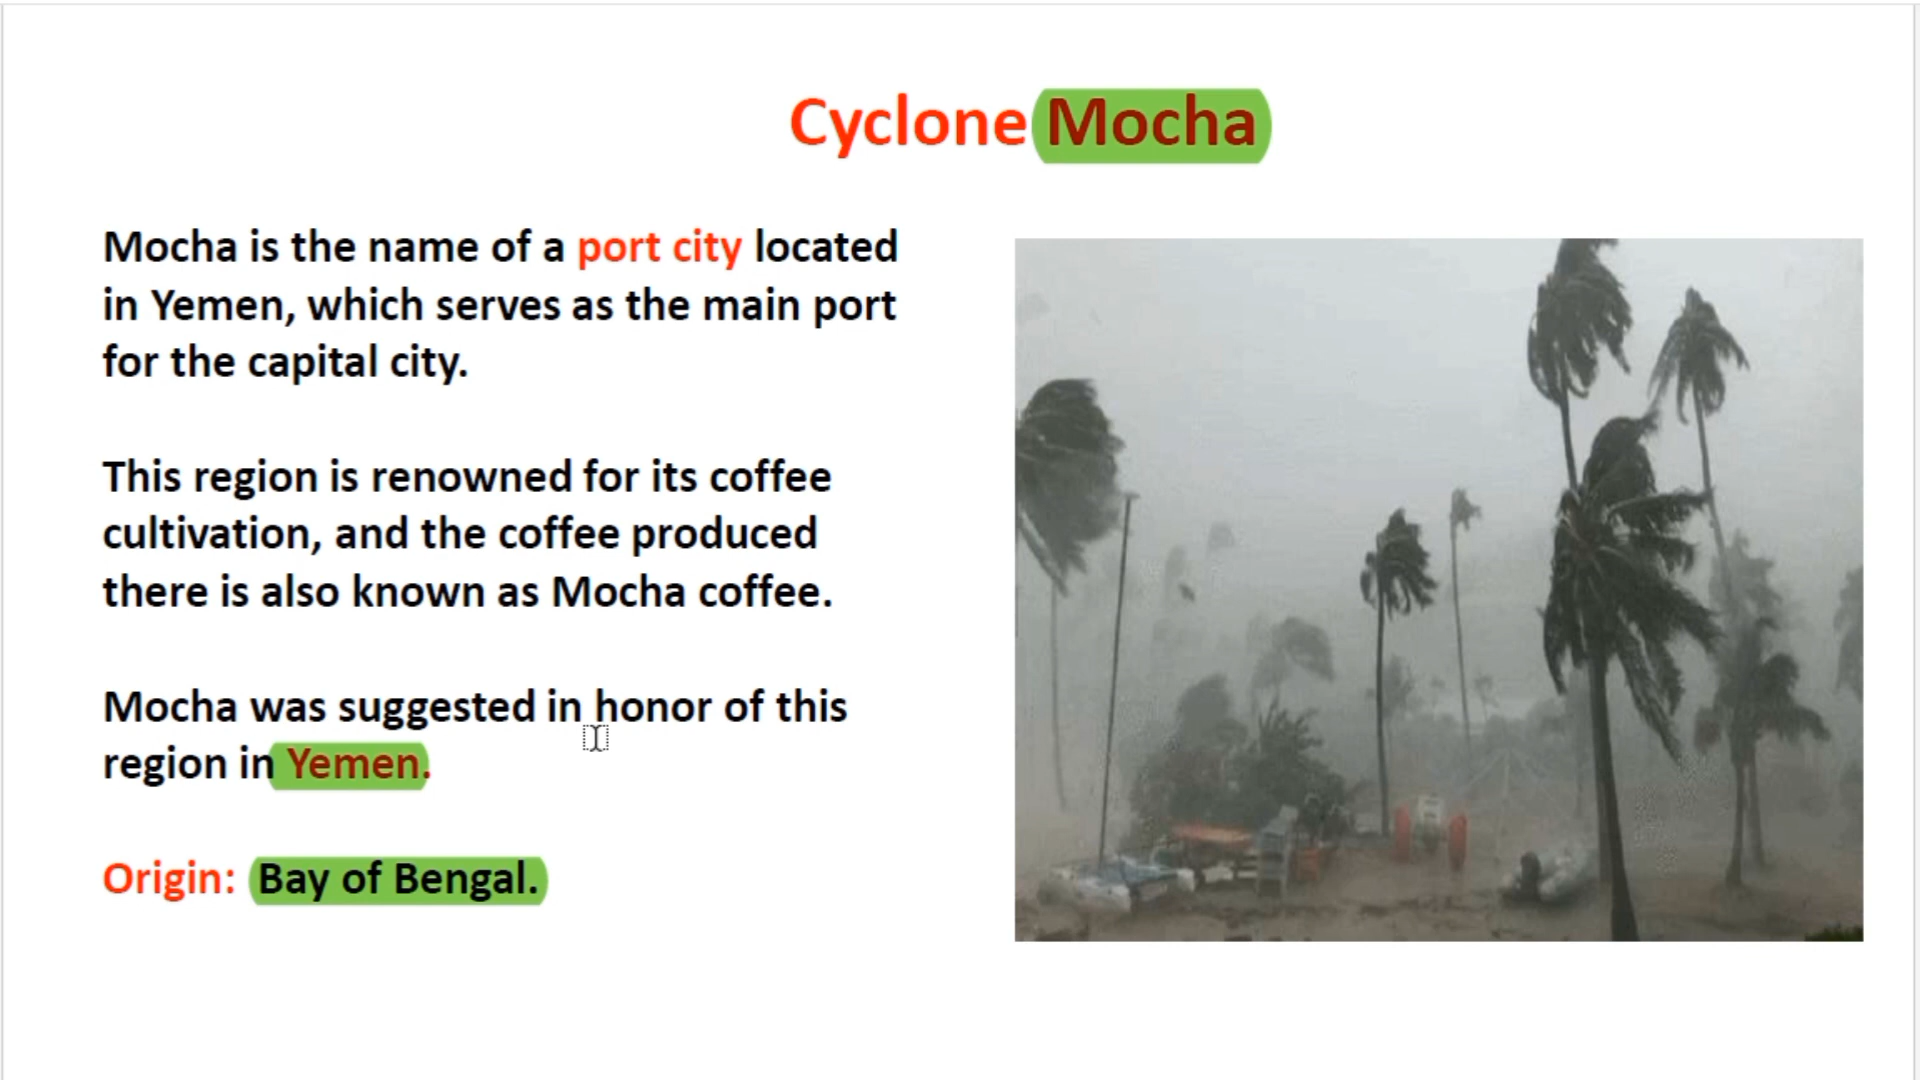 Cyclone Mocha
Mocha is the name of a port city located
in Yemen, which serves as the main port
for the capital city.
This region is renowned for its coffee
cultivation, and the coffee produced
there is also known as Mocha coffee.
Mocha was suggested in honor of this
region in Yemen.
Origin: Bay of Bengal.